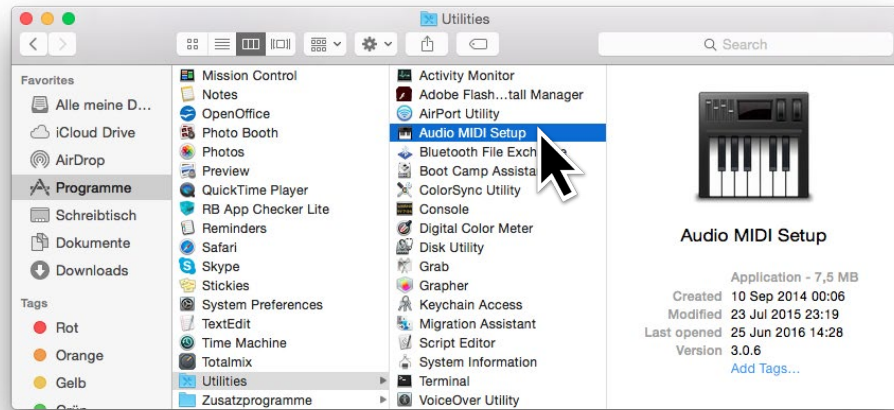 Utilities
Search
Favorites
Alle meine D...
iCloud Drive
AirDrop
Programme
Schreibtisch
Dokumente
Downloads
Tags
Rot
Orange
Gelb
Mission Control
Notes
OpenOffice
Photo Booth
Photos
Preview
QuickTime Player
RB App Checker Lite
Reminders
Safari
Skype
Stickies
System Preferences
TextEdit
Time Machine
Totalmix
Utilities
Zusatzprogramme
Activity Monitor
Adobe Flash...tall Manager
AirPort Utility
Audio MIDI Setup
Bluetooth File
Boot Camp
ColorSync Utility
Console
Digital Color Meter
Disk Utility
Grab
Grapher
Keychain Access
Migration Assistant
Script Editor
System Information
Terminal
VoiceOver Utility
Audio MIDI Setup
Application - 7,5 MB
Created 10 Sep 2014 00:06
Modified 23 Jul 2015 23:19
Last opened 25 Jun 2016 14:28
Version 3.0.6
Add Tags...